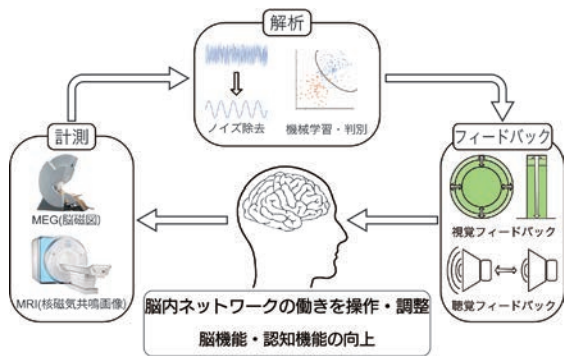 解析
ノイズ除去
機械学習・判別
計測
MEG(脳磁図)
MRI(核磁気共鳴画像)
フィードバック
視覚フィードバック
聴覚フィードバック
脳内ネットワークの働きを操作・調整
脳機能・認知機能の向上